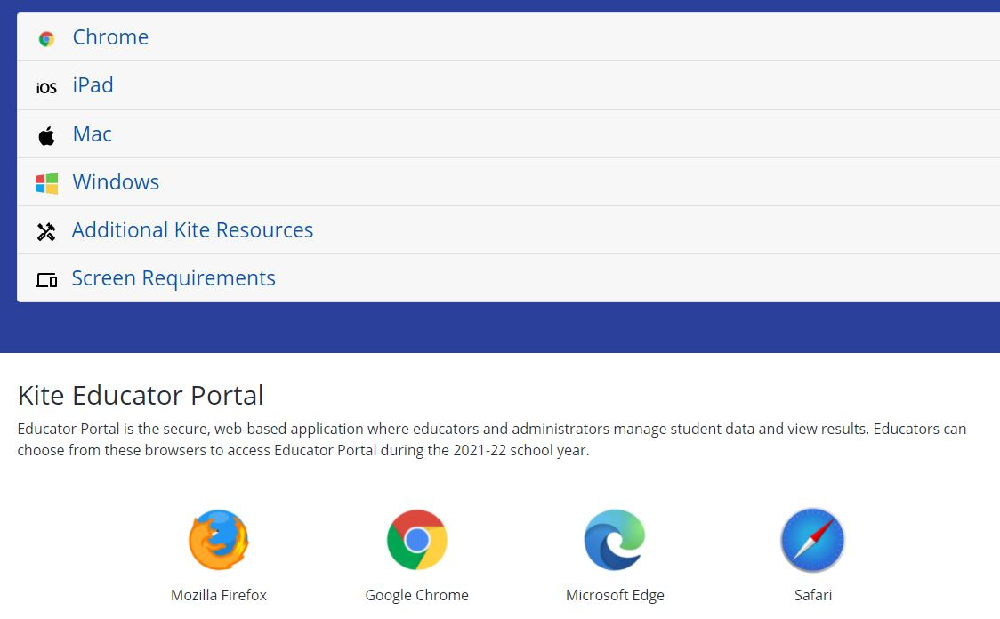 Chrome
iOS iPad
Mac
Windows
Additional Kite Resources
Screen Requirements
Kite Educator Portal
Educator Portal is the secure, web-based application where educators and administrators manage student data and view results. Educators can
choose from these browsers to access Educator Portal during the 2021-22 school year.
Mozilla Firefox Google Chrome Microsoft Edge Safari